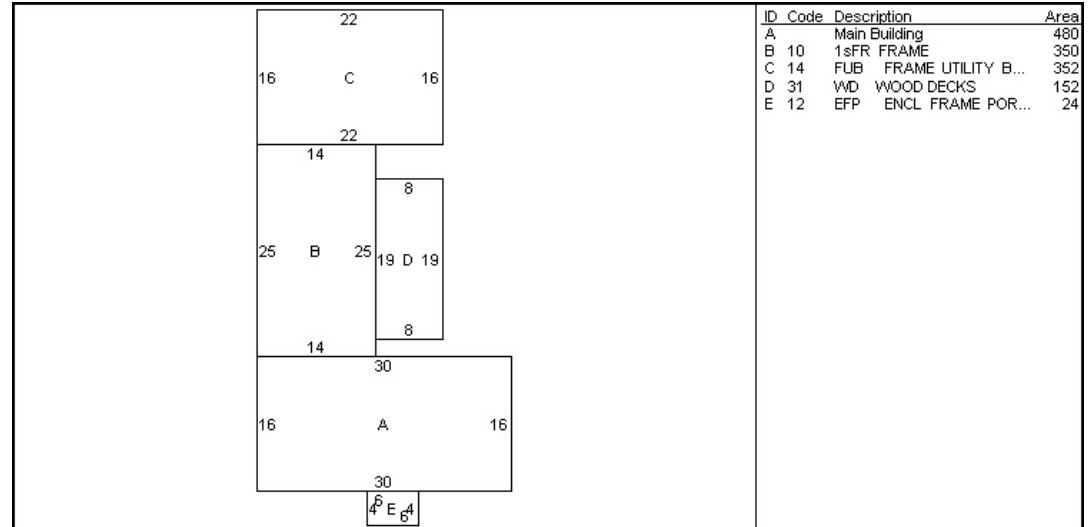 22
16 C 16
22
14
8
25 B 25
19 D 19
8
14
30
16 A 16
30
6
4 E 4
6
ID Code Description Area
A Main Building 480
B 10 1sFR FRAME 350
C 14 FUB FRAME UTILITY B... 352
D 31 WD WOOD DECKS 152
E 12 EFP ENCL FRAME POR... 24